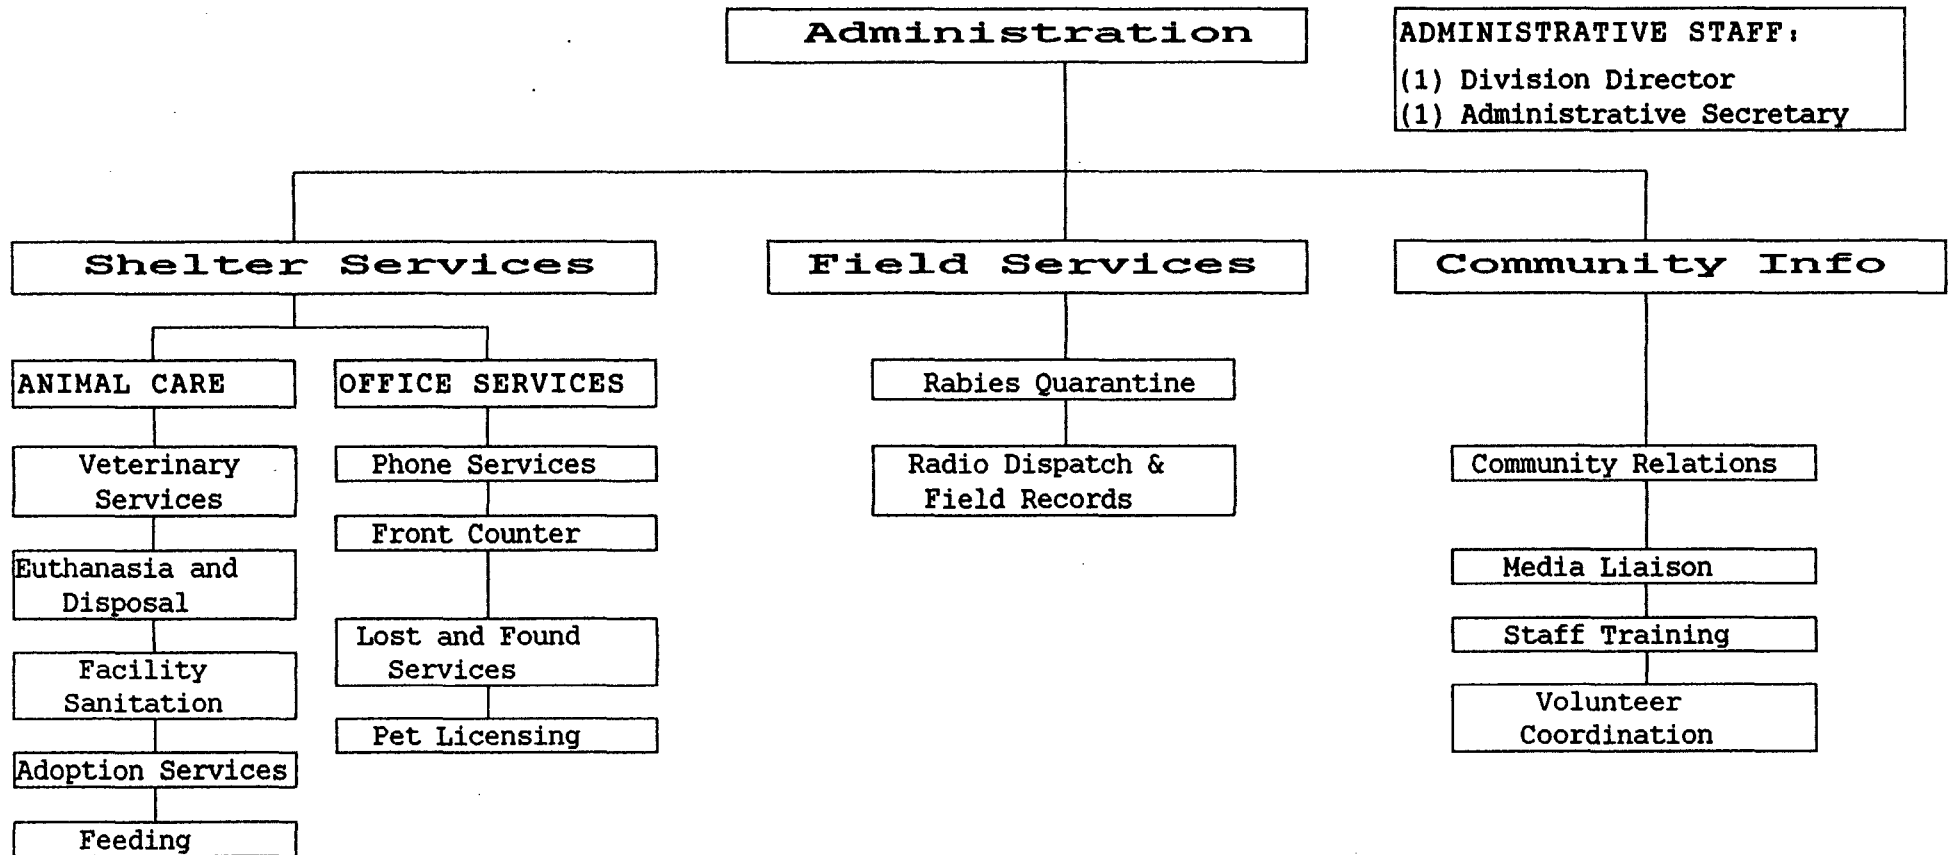 Administration
ADMINISTRATIVE STAFF:
(1) Division Director
(1) Administrative Secretary
Shelter Services
Field Services
Community Info
ANIMAL CARE
Veterinary
Services
Euthanasia and
Disposal
Facility
Sanitation
Adoption Services
Feeding
OFFICE SERVICES
Phone Services
Front Counter
Lost and Found
Services
Pet Licensing
Rabies Quarantine
Radio Dispatch &
Field Records
Community Relations
Media Liaison
Staff Training
Volunteer
Coordination